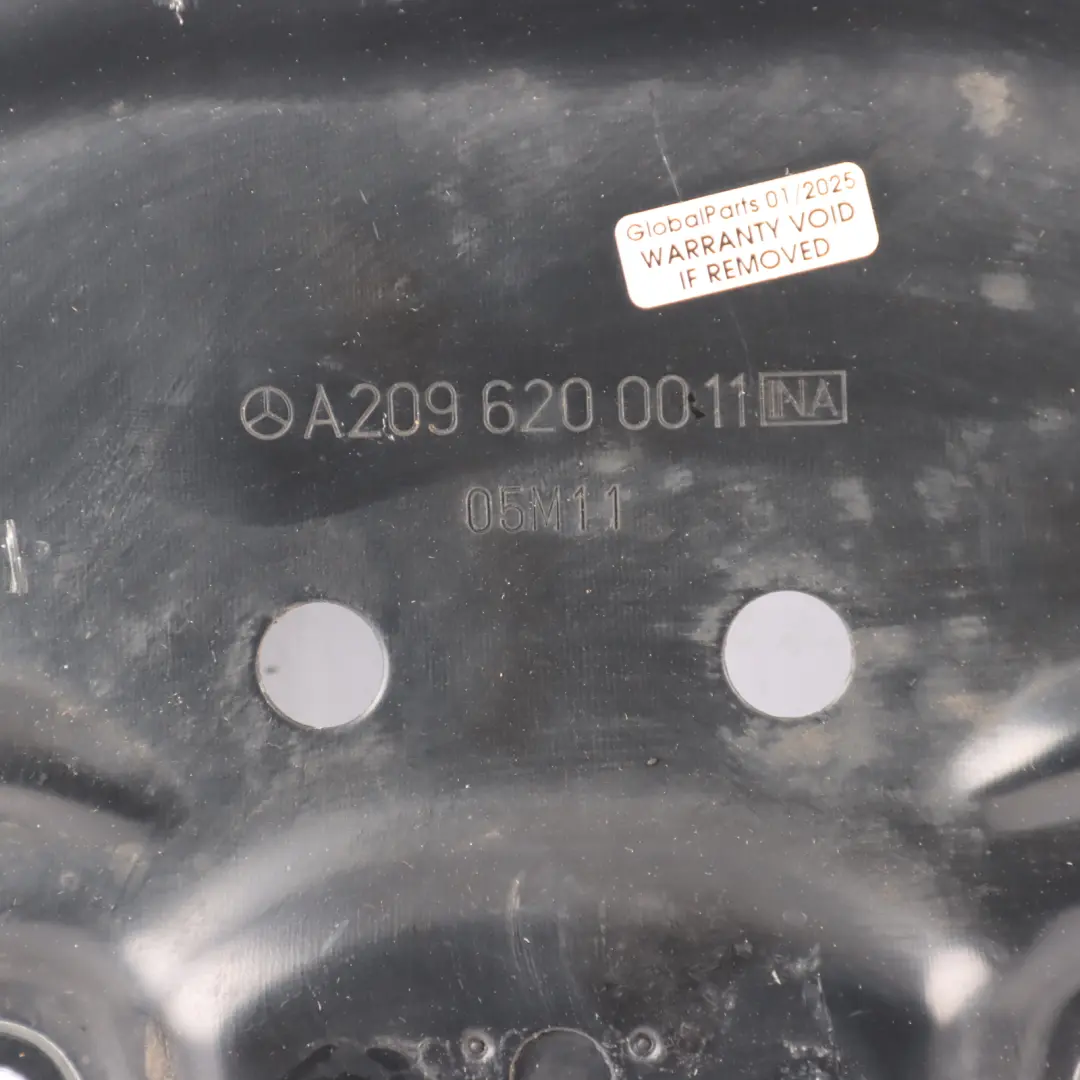 GlobalParts 01/2025
WARRANTY VOID
IF REMOVED
A209 620 00 11 INA
05M11